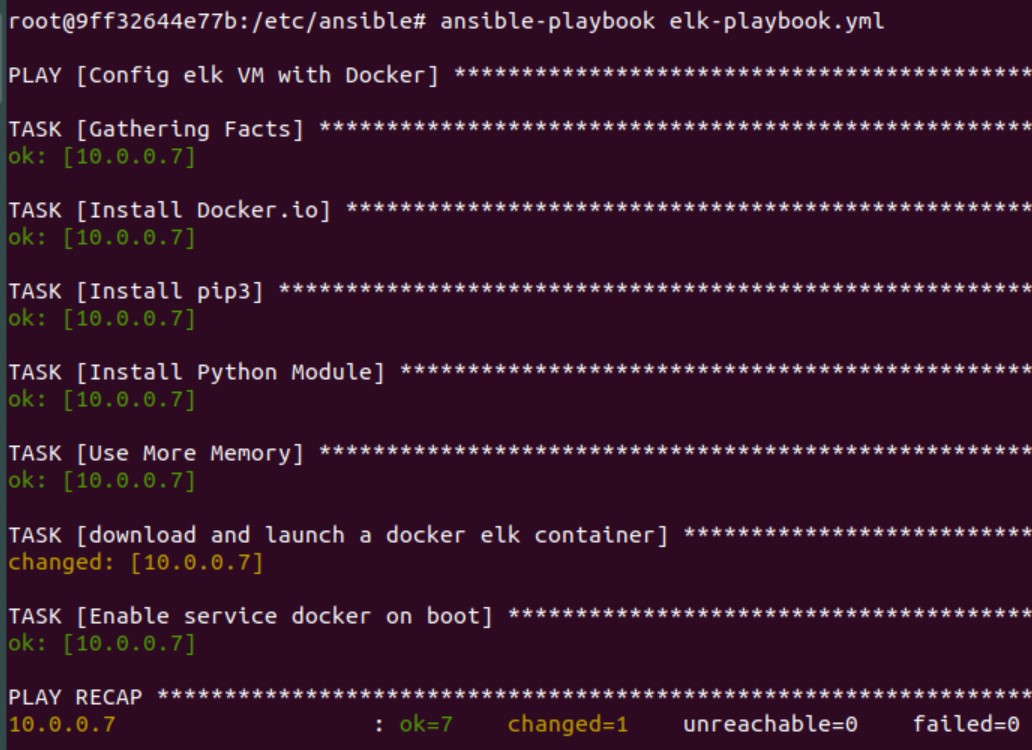 root@9ff32644e77b:/etc/ansible# ansible-playbook elk-playbook.yml
PLAY [Config elk VM with Docker] *******************************************
TASK [Gathering Facts] *****************************************************
ok: [10.0.0.7]
TASK [Install Docker.io] ***************************************************
ok: [10.0.0.7]
TASK [Install pip3] ********************************************************
ok: [10.0.0.7]
TASK [Install Python Module] ***********************************************
ok: [10.0.0.7]
TASK [Use More Memory] *****************************************************
ok: [10.0.0.7]
TASK [download and launch a docker elk container] **************************
changed: [10.0.0.7]
TASK [Enable service docker on boot] ***************************************
ok: [10.0.0.7]
PLAY RECAP *****************************************************************
10.0.0.7                   : ok=7    changed=1    unreachable=0    failed=0